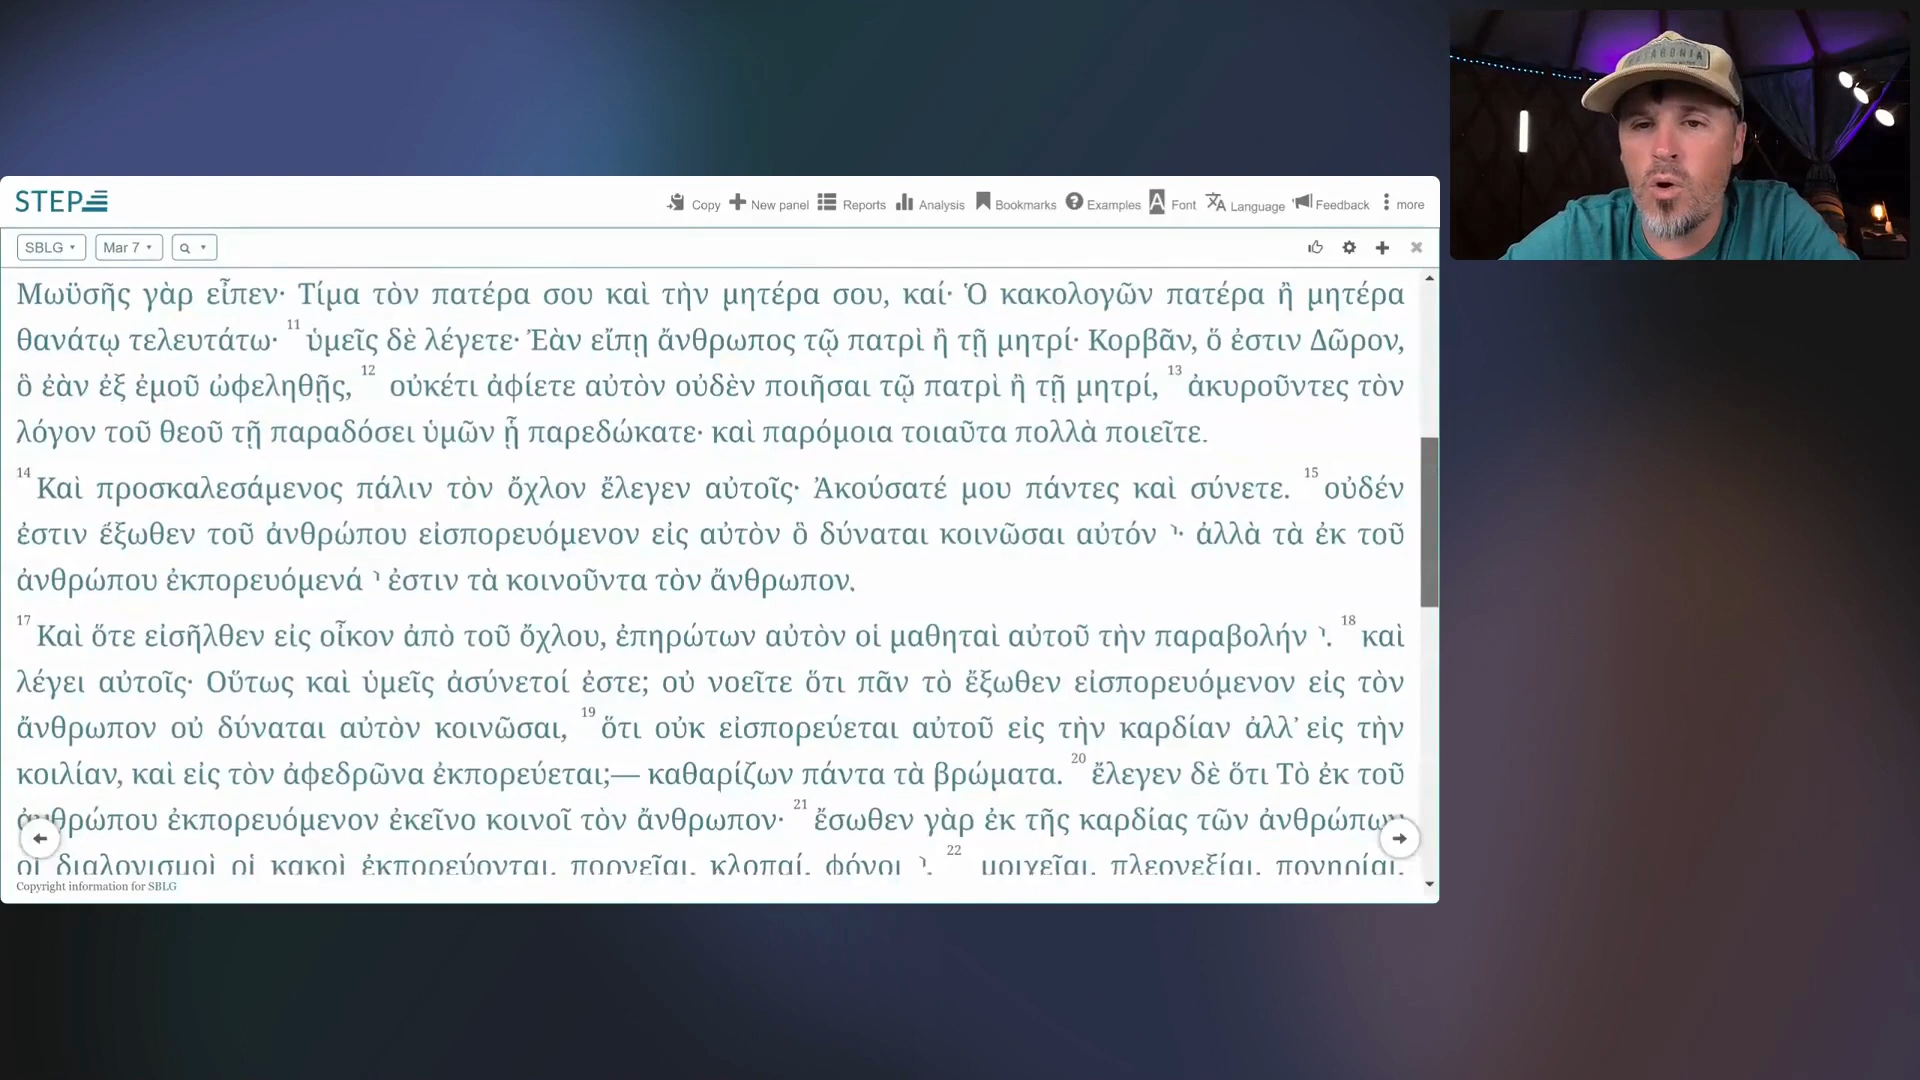 STEP
Copy New panel Reports Analysis Bookmarks Examples A Font Language Feedback more
SBLG Mar 7
Μωϋσῆς γὰρ εἶπεν· Τίμα τὸν πατέρα σου καὶ τὴν μητέρα σου, καί· Ὁ κακολογῶν πατέρα ἢ μητέρα
θανάτῳ τελευτάτω· 11 ὑμεῖς δὲ λέγετε· Ἐὰν εἴπῃ ἄνθρωπος τῷ πατρὶ ἢ τῇ μητρί· Κορβᾶν, ὅ ἐστιν Δῶρον,
ὃ ἐὰν ἐξ ἐμοῦ ὠφεληθῇς, 12 οὐκέτι ἀφίετε αὐτὸν οὐδὲν ποιῆσαι τῷ πατρὶ ἢ τῇ μητρί, 13 ἀκυροῦντες τὸν
λόγον τοῦ θεοῦ τῇ παραδόσει ὑμῶν ᾗ παρεδώκατε· καὶ παρόμοια τοιαῦτα πολλὰ ποιεῖτε.
14 Καὶ προσκαλεσάμενος πάλιν τὸν ὄχλον ἔλεγεν αὐτοῖς· Ἀκούσατέ μου πάντες καὶ σύνετε. 15 οὐδέν
ἐστιν ἔξωθεν τοῦ ἀνθρώπου εἰσπορευόμενον εἰς αὐτὸν ὃ δύναται κοινῶσαι αὐτόν ⸃· ἀλλὰ τὰ ἐκ τοῦ
ἀνθρώπου ἐκπορευόμενά ⸃ ἐστιν τὰ κοινοῦντα τὸν ἄνθρωπον.
17 Καὶ ὅτε εἰσῆλθεν εἰς οἶκον ἀπὸ τοῦ ὄχλου, ἐπηρώτων αὐτὸν οἱ μαθηταὶ αὐτοῦ τὴν παραβολήν ⸃. 18 καὶ
λέγει αὐτοῖς· Οὕτως καὶ ὑμεῖς ἀσύνετοί ἐστε; οὐ νοεῖτε ὅτι πᾶν τὸ ἔξωθεν εἰσπορευόμενον εἰς τὸν
ἄνθρωπον οὐ δύναται αὐτὸν κοινῶσαι, 19 ὅτι οὐκ εἰσπορεύεται αὐτοῦ εἰς τὴν καρδίαν ἀλλ’ εἰς τὴν
κοιλίαν, καὶ εἰς τὸν ἀφεδρῶνα ἐκπορεύεται;— καθαρίζων πάντα τὰ βρώματα. 20 ἔλεγεν δὲ ὅτι Τὸ ἐκ τοῦ
ἀνθρώπου ἐκπορευόμενον ἐκεῖνο κοινοῖ τὸν ἄνθρωπον· 21 ἔσωθεν γὰρ ἐκ τῆς καρδίας τῶν ἀνθρώπων
οἱ διαλογισμοὶ οἱ κακοὶ ἐκπορεύονται, πορνεῖαι, κλοπαί, φόνοι ⸃, 22 μοιχεῖαι, πλεονεξίαι, πονηρίαι,
Copyright information for SBLG